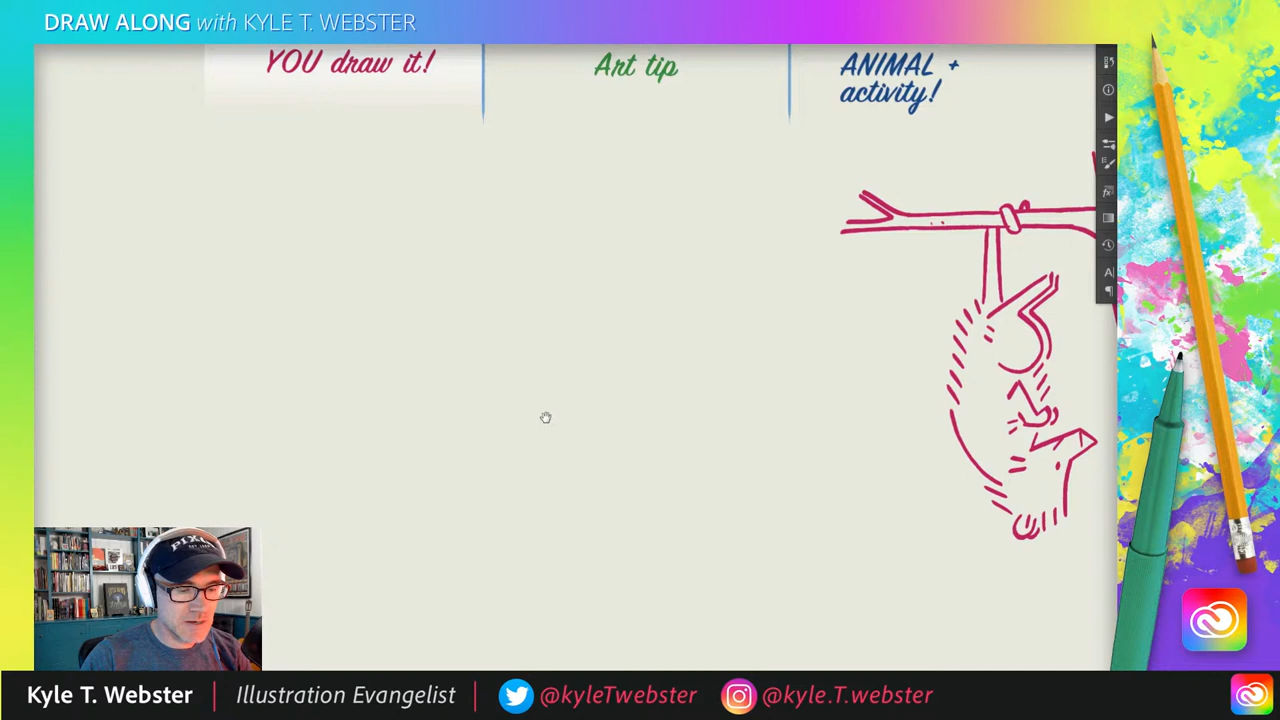 DRAW ALONG with KYLE T. WEBSTER
YOU draw it!
Art tip
ANIMAL +
activity!
Kyle T. Webster | Illustration Evangelist @kyleTwebster @kyle.T.webster